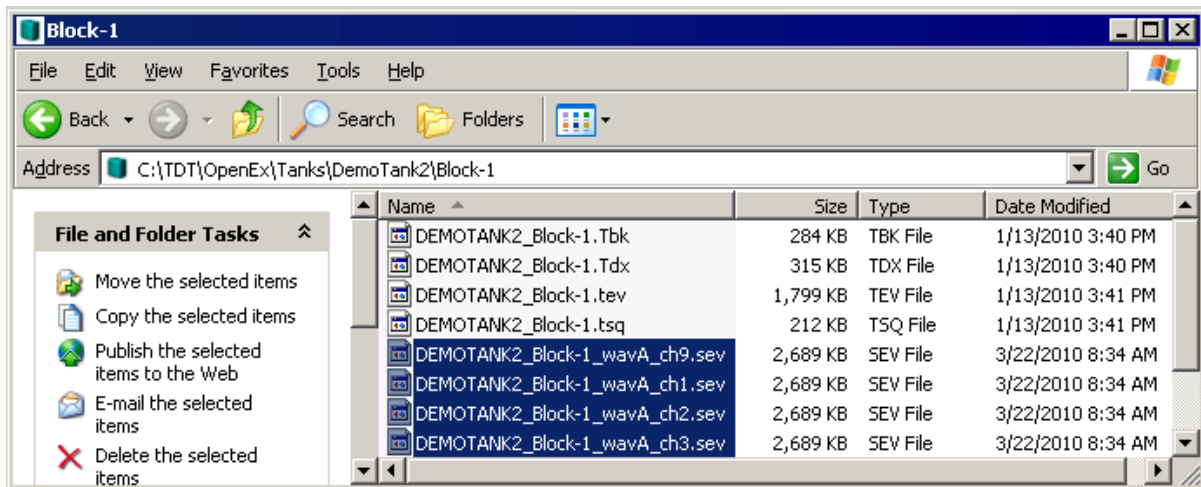 Block-1
File Edit View Favorites Tools Help
Back Search Folders
Address C:\TDT\OpenEx\Tanks\DemoTank2\Block-1 Go
File and Folder Tasks
Move the selected items
Copy the selected items
Publish the selected
items to the Web
E-mail the selected
items
Delete the selected
items
Name Size Type Date Modified
DEMOTANK2_Block-1.Tbk 284 KB TBK File 1/13/2010 3:40 PM
DEMOTANK2_Block-1.Tdx 315 KB TDX File 1/13/2010 3:40 PM
DEMOTANK2_Block-1.tev 1,799 KB TEV File 1/13/2010 3:41 PM
DEMOTANK2_Block-1.tsq 212 KB TSQ File 1/13/2010 3:41 PM
DEMOTANK2_Block-1_wavA_ch9.sev 2,689 KB SEV File 3/22/2010 8:34 AM
DEMOTANK2_Block-1_wavA_ch1.sev 2,689 KB SEV File 3/22/2010 8:34 AM
DEMOTANK2_Block-1_wavA_ch2.sev 2,689 KB SEV File 3/22/2010 8:34 AM
DEMOTANK2_Block-1_wavA_ch3.sev 2,689 KB SEV File 3/22/2010 8:34 AM